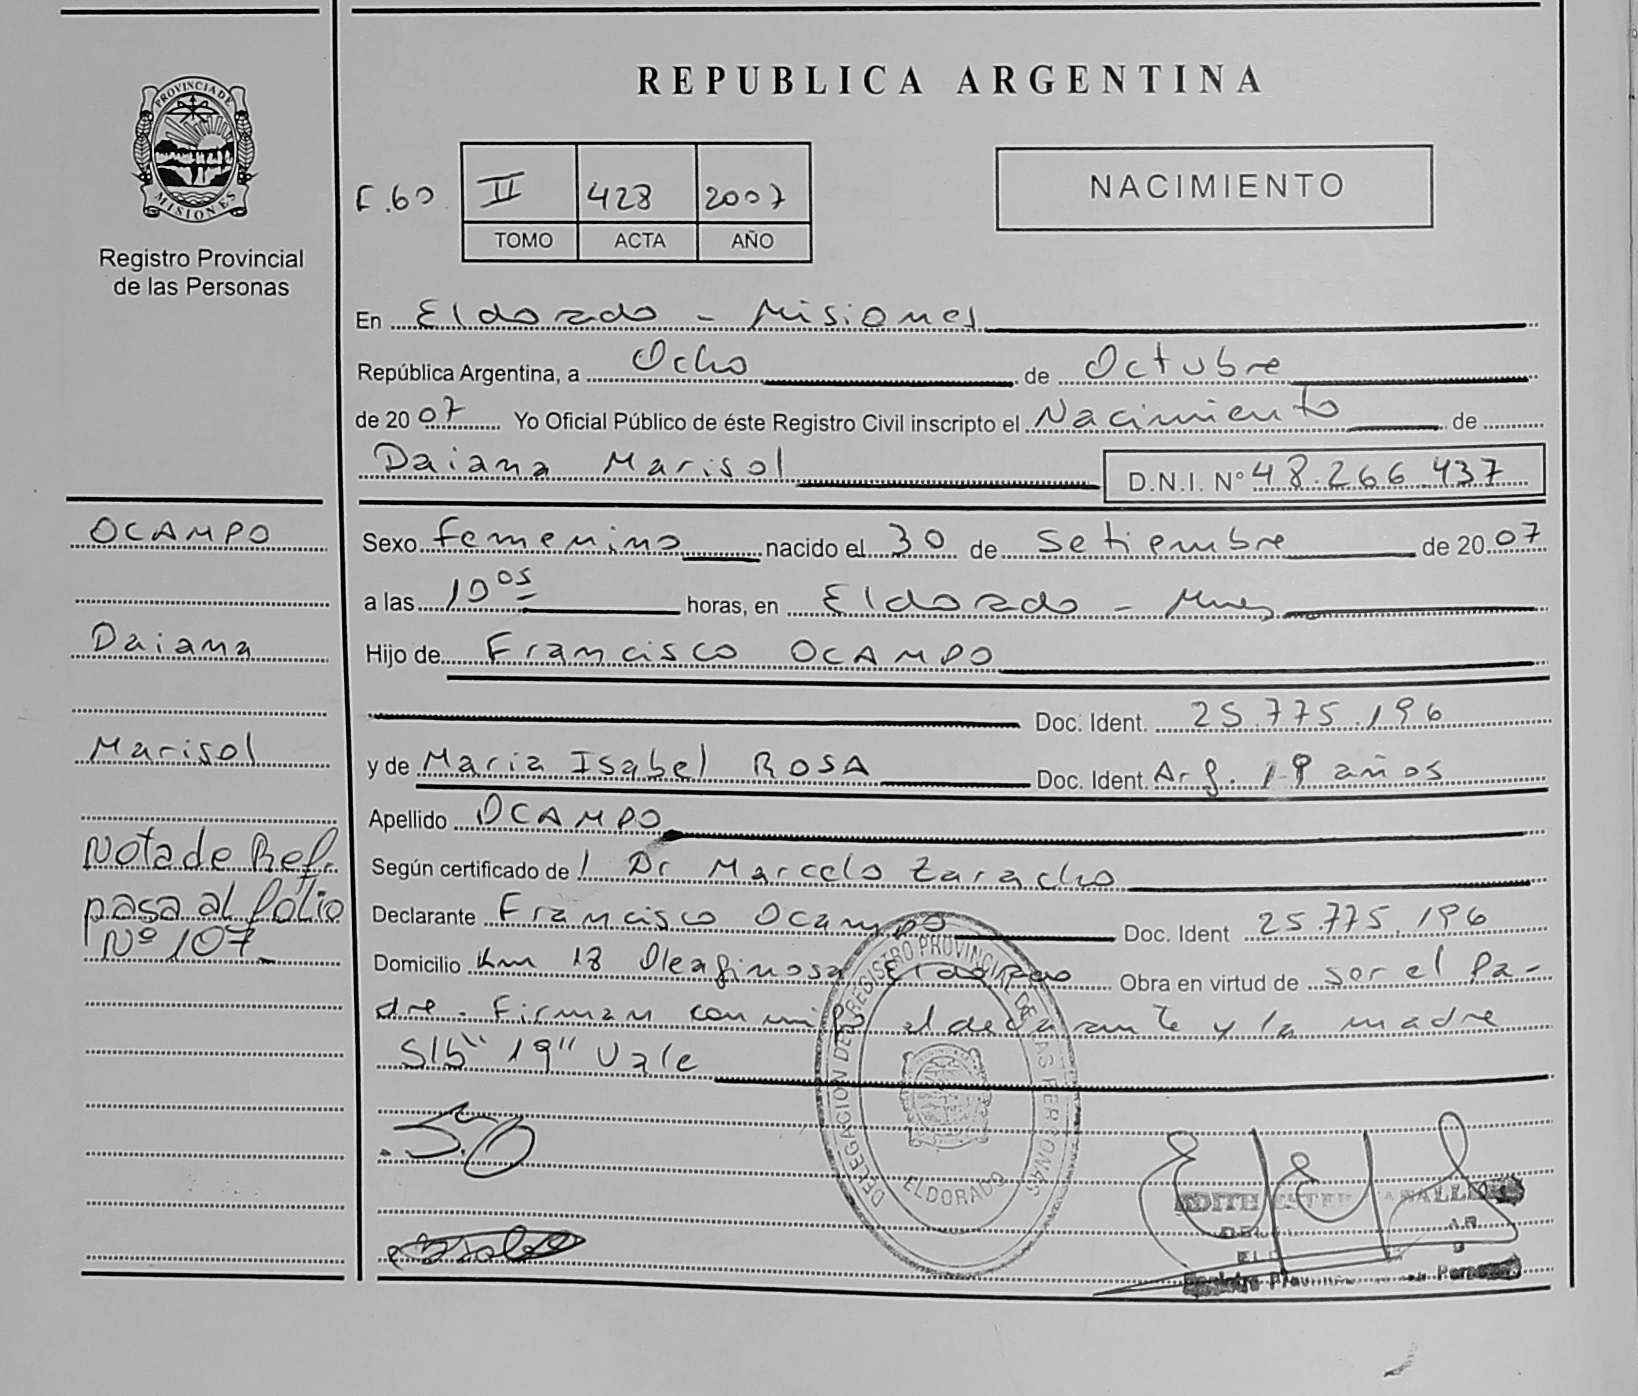 REPUBLICA ARGENTINA
PROVINCIA DE MISIONES
Registro Provincial
de las Personas
F.60
II 428 2007
TOMO ACTA AÑO
NACIMIENTO
En Eldorado - Misiones
República Argentina, a Ocho de Octubre
de 2007 Yo Oficial Público de éste Registro Civil inscripto el Nacimiento de
Daiana Marisol D.N.I. Nº 48.266.437
Sexo femenino nacido el 30 de Setiembre de 2007
a las 10 05 horas, en Eldorado - Mnes
Hijo de Francisco OCAMPO
Doc. Ident. 25.775.196
y de Maria Isabel ROSA Doc. Ident. Arg. 19 años
Apellido OCAMPO
Según certificado de Dr Marcelo Zaracho
Declarante Francisco Ocampo Doc. Ident 25.775.196
Domicilio Km 18 Oleaginosa Eldorado Obra en virtud de ser el Pa-
dre - Firman conmigo el declarante y la madre
S/b "19" Vale
OCAMPO
Daiana
Marisol
Nota de Ref.
pasa al folio
Nº 107
DELEGACION DEL REGISTRO PROVINCIAL DE LAS PERSONAS
ELDORADO
EDITH ESTER
Registro